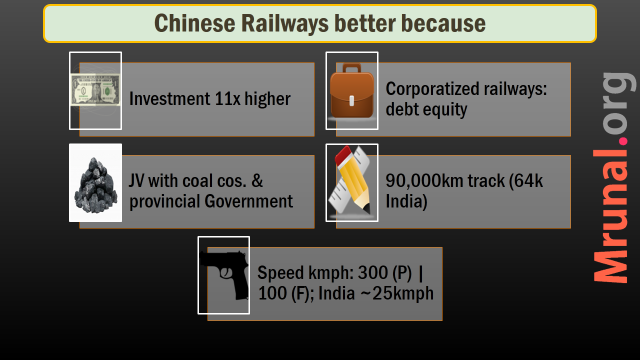 Chinese Railways better because
Investment 11x higher
Corporatized railways:
debt equity
JV with coal cos. &
provincial Government
90,000km track (64k
India)
Speed kmph: 300 (P) |
100 (F); India ~25kmph
Mrunal.org